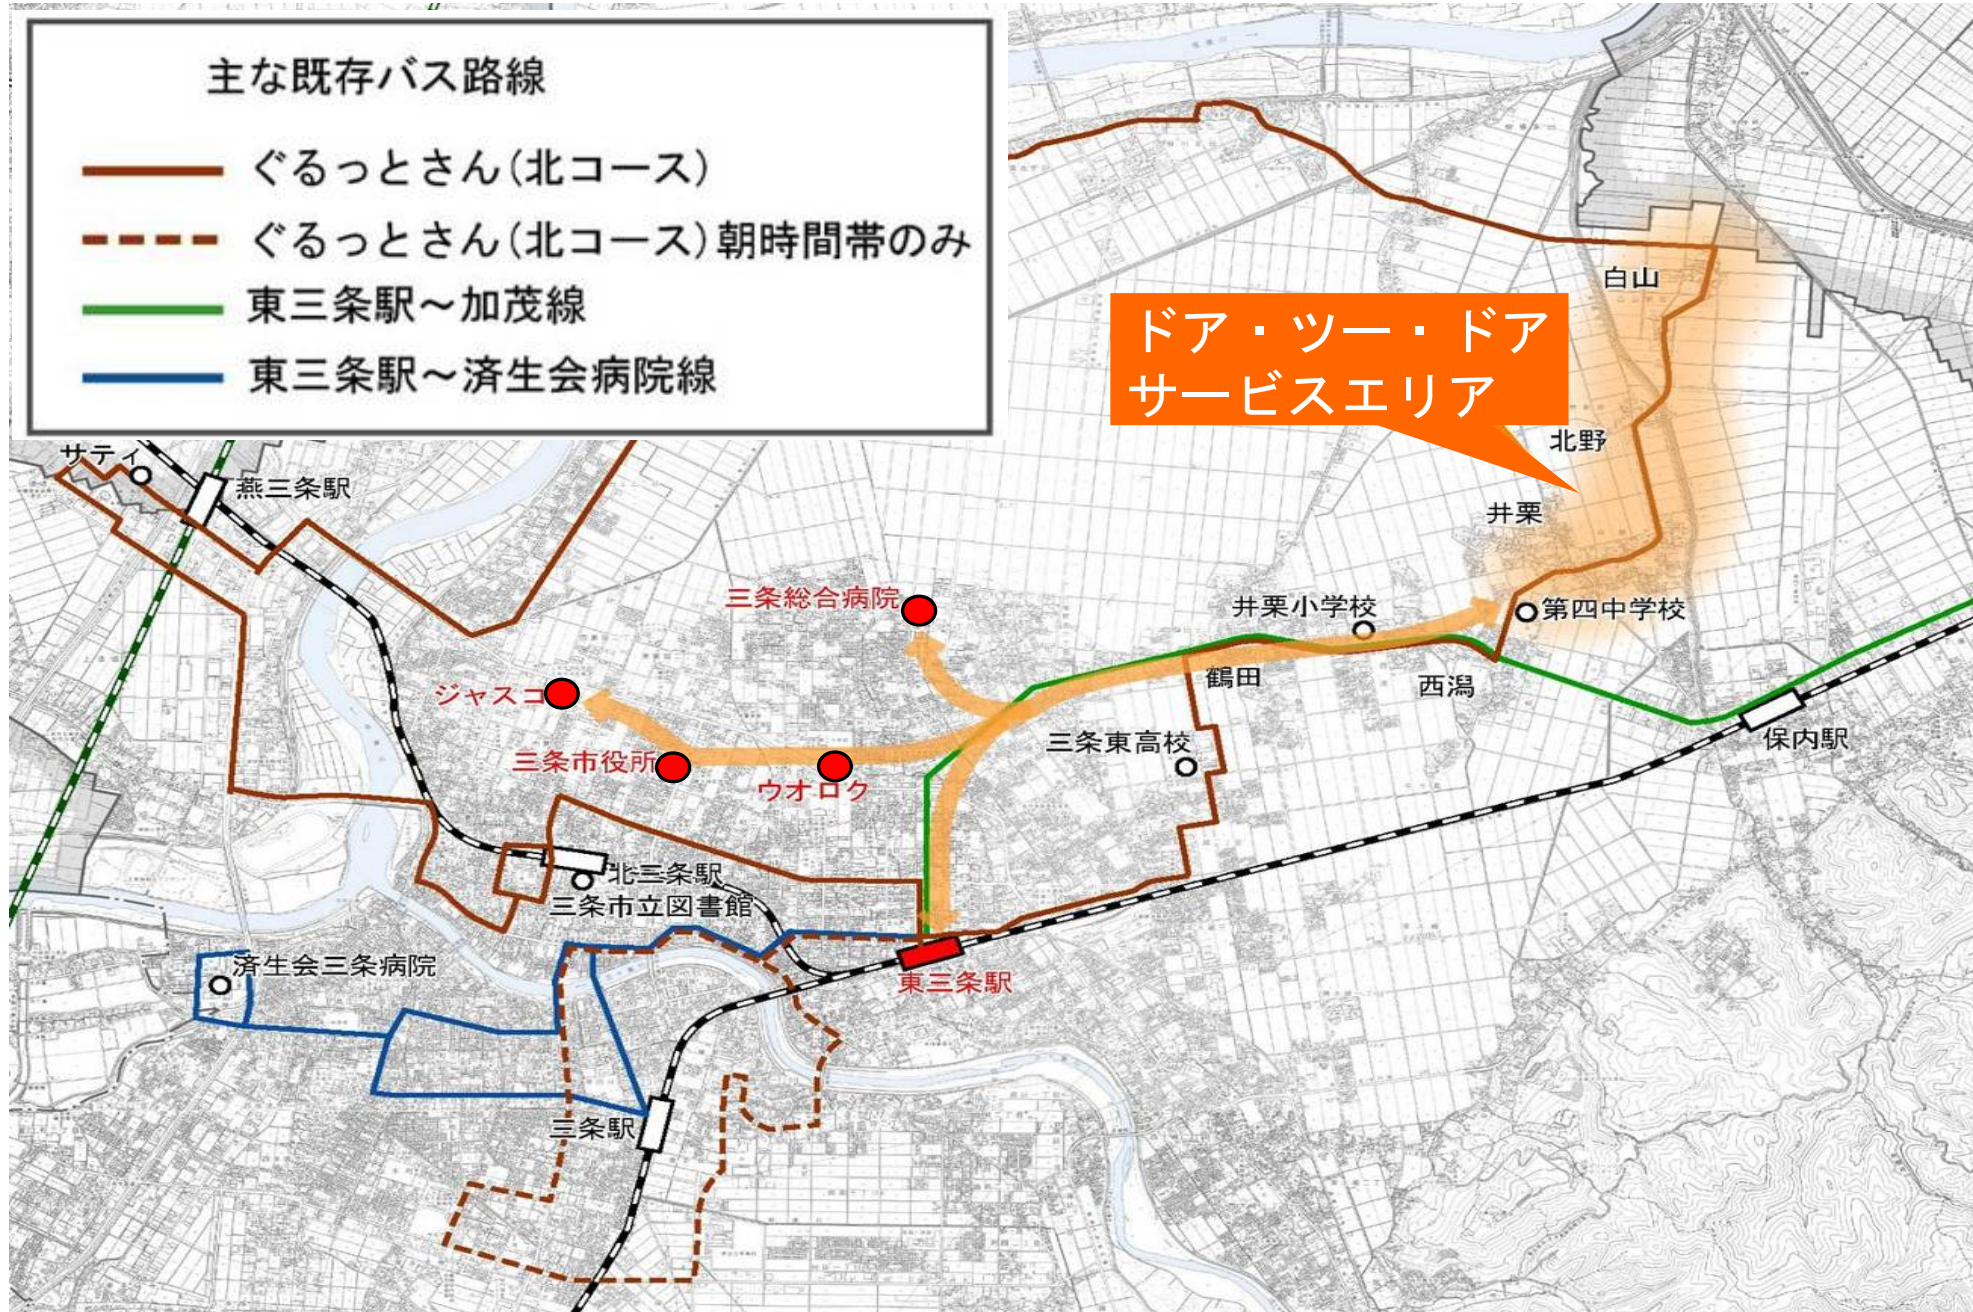 主な既存バス路線
ぐるっとさん(北コース)
ぐるっとさん(北コース)朝時間帯のみ
東三条駅～加茂線
東三条駅～済生会病院線
白山
ドア・ツー・ドア
サービスエリア
北野
サティ
燕三条駅
井栗
三条総合病院
井栗小学校
第四中学校
ジャスコ
鶴田
西潟
三条市役所
ウオロク
三条東高校
保内駅
北三条駅
三条市立図書館
済生会三条病院
東三条駅
三条駅